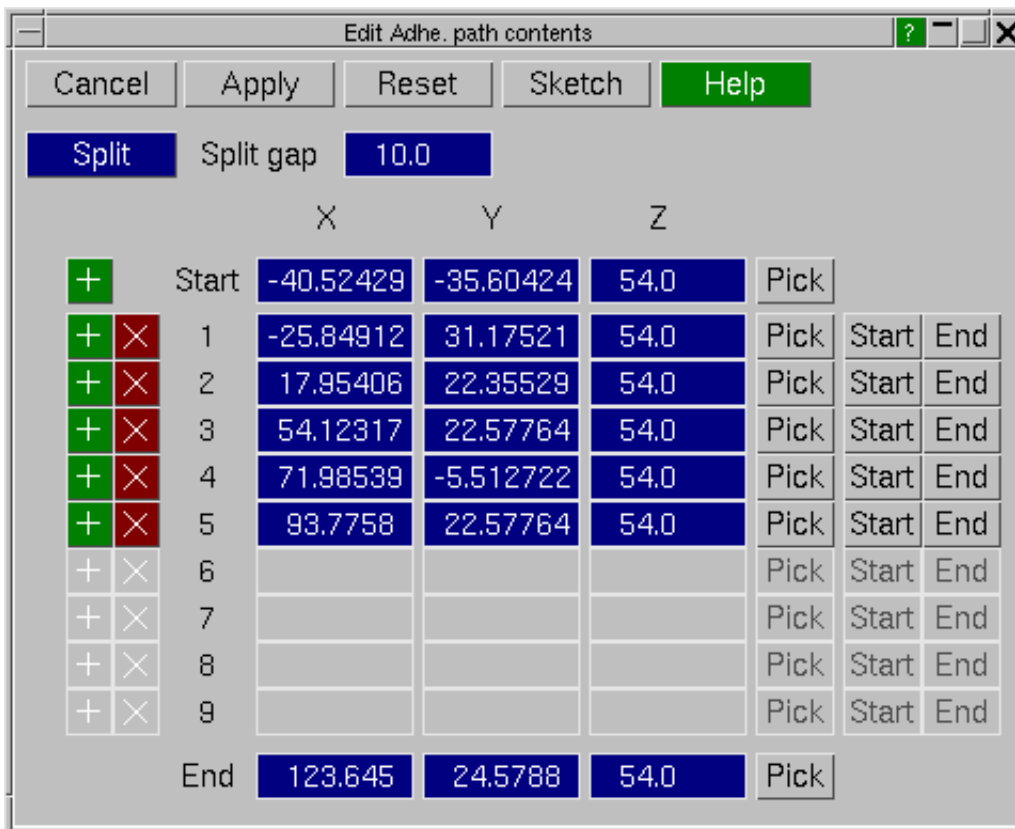 Edit Adhe. path contents ?
Cancel Apply Reset Sketch Help
Split Split gap 10.0
X Y Z
+ Start -40.52429 -35.60424 54.0 Pick
+ X 1 -25.84912 31.17521 54.0 Pick Start End
+ X 2 17.95406 22.35529 54.0 Pick Start End
+ X 3 54.12317 22.57764 54.0 Pick Start End
+ X 4 71.98539 -5.512722 54.0 Pick Start End
+ X 5 93.7758 22.57764 54.0 Pick Start End
+ X 6 Pick Start End
+ X 7 Pick Start End
+ X 8 Pick Start End
+ X 9 Pick Start End
End 123.645 24.5788 54.0 Pick